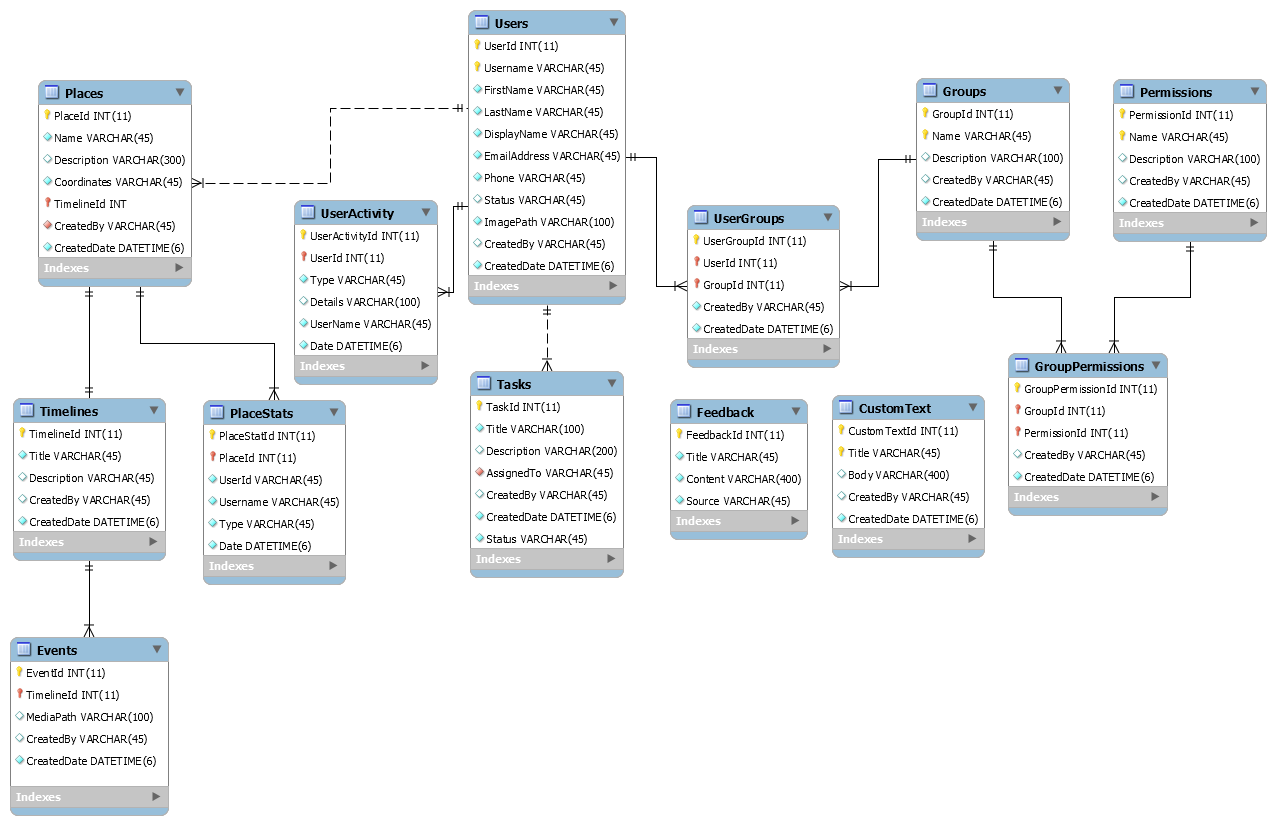 Users
UserId INT(11)
Username VARCHAR(45)
FirstName VARCHAR(45)
LastName VARCHAR(45)
DisplayName VARCHAR(45)
EmailAddress VARCHAR(45)
Phone VARCHAR(45)
Status VARCHAR(45)
ImagePath VARCHAR(100)
CreatedBy VARCHAR(45)
CreatedDate DATETIME(6)
Indexes
Places
PlaceId INT(11)
Name VARCHAR(45)
Description VARCHAR(300)
Coordinates VARCHAR(45)
TimelineId INT
CreatedBy VARCHAR(45)
CreatedDate DATETIME(6)
Indexes
Groups
GroupId INT(11)
Name VARCHAR(45)
Description VARCHAR(100)
CreatedBy VARCHAR(45)
CreatedDate DATETIME(6)
Indexes
Permissions
PermissionId INT(11)
Name VARCHAR(45)
Description VARCHAR(100)
CreatedBy VARCHAR(45)
CreatedDate DATETIME(6)
Indexes
UserActivity
UserActivityId INT(11)
UserId INT(11)
Type VARCHAR(45)
Details VARCHAR(100)
UserName VARCHAR(45)
Date DATETIME(6)
Indexes
UserGroups
UserGroupId INT(11)
UserId INT(11)
GroupId INT(11)
CreatedBy VARCHAR(45)
CreatedDate DATETIME(6)
Indexes
GroupPermissions
GroupPermissionId INT(11)
GroupId INT(11)
PermissionId INT(11)
CreatedBy VARCHAR(45)
CreatedDate DATETIME(6)
Indexes
Timelines
TimelineId INT(11)
Title VARCHAR(45)
Description VARCHAR(45)
CreatedBy VARCHAR(45)
CreatedDate DATETIME(6)
Indexes
PlaceStats
PlaceStatId INT(11)
PlaceId INT(11)
UserId VARCHAR(45)
Username VARCHAR(45)
Type VARCHAR(45)
Date DATETIME(6)
Indexes
Tasks
TaskId INT(11)
Title VARCHAR(100)
Description VARCHAR(200)
AssignedTo VARCHAR(45)
CreatedBy VARCHAR(45)
CreatedDate DATETIME(6)
Status VARCHAR(45)
Indexes
Feedback
FeedbackId INT(11)
Title VARCHAR(45)
Content VARCHAR(400)
Source VARCHAR(45)
Indexes
CustomText
CustomTextId INT(11)
Title VARCHAR(45)
Body VARCHAR(400)
CreatedBy VARCHAR(45)
CreatedDate DATETIME(6)
Indexes
Events
EventId INT(11)
TimelineId INT(11)
MediaPath VARCHAR(100)
CreatedBy VARCHAR(45)
CreatedDate DATETIME(6)
Indexes